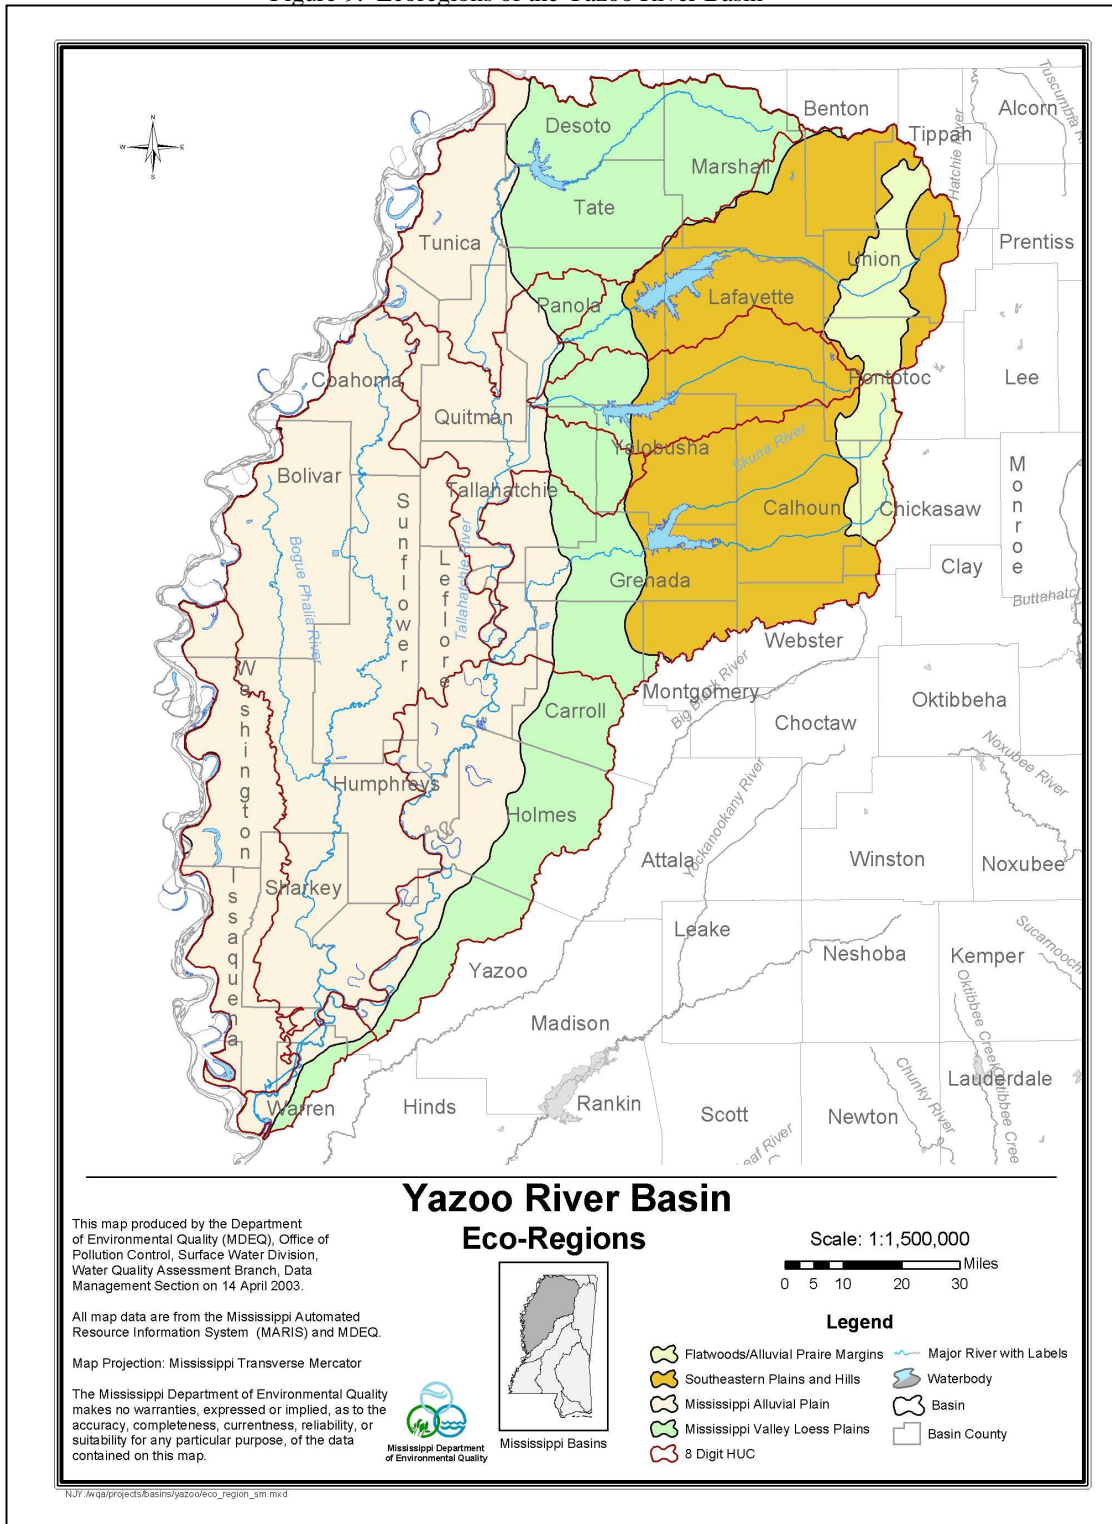 Figure 9.  Ecoregions of the Yazoo River Basin
N
W
E
S
Benton
Alcorn
Tippah
Hatchie River
Desoto
Marshall
Tate
Tunica
Prentiss
Union
Panola
Lafayette
Coahoma
Quitman
Pontotoc
Lee
Bolivar
Yalobusha
Skuna River
Monroe
Tallahatchie
Sunflower
Calhoun
Chickasaw
Bogue Phalia River
Leflore
Tallahatchie River
Grenada
Clay
Webster
Washington
Montgomery
Big Black River
Oktibbeha
Carroll
Choctaw
Noxubee River
Humphreys
Holmes
Yockanookany River
Attala
Winston
Noxubee
Sharkey
Issaquena
Leake
Neshoba
Kemper
Yazoo
Madison
Oktibbee Creek
Chunky River
Lauderdale
Warren
Hinds
Rankin
Scott
Newton
Yazoo River Basin
Eco-Regions
This map produced by the Department
of Environmental Quality (MDEQ), Office of
Pollution Control, Surface Water Division,
Water Quality Assessment Branch, Data
Management Section on 14 April 2003.
All map data are from the Mississippi Automated
Resource Information System  (MARIS) and MDEQ.
Map Projection: Mississippi Transverse Mercator
The Mississippi Department of Environmental Quality
makes no warranties, expressed or implied, as to the
accuracy, completeness, currentness, reliability, or
suitability for any particular purpose, of the data
contained on this map.
Mississippi Department
of Environmental Quality
Mississippi Basins
Scale: 1:1,500,000
Miles
0 5 10 20 30
Legend
Flatwoods/Alluvial Praire Margins
Southeastern Plains and Hills
Mississippi Alluvial Plain
Mississippi Valley Loess Plains
8 Digit HUC
Major River with Labels
Waterbody
Basin
Basin County
NJY:/wqa/projects/basins/yazoo/eco_region_sm.mxd